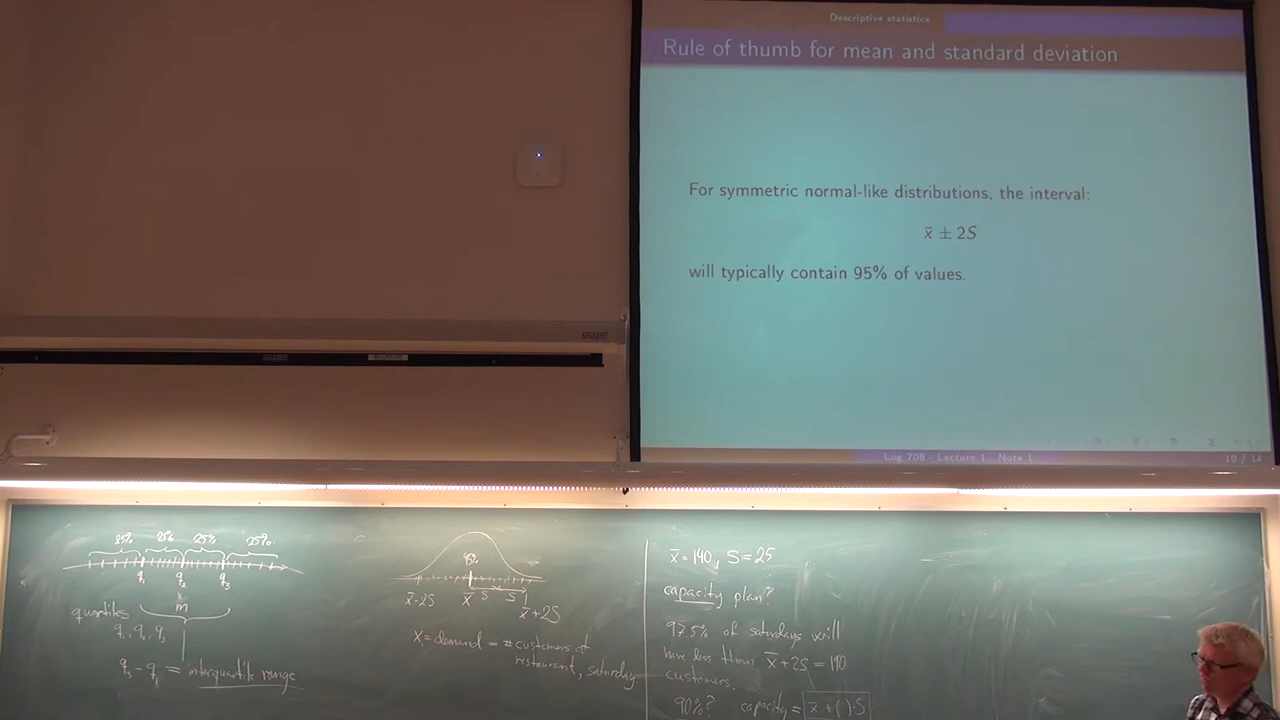 Descriptive statistics
Rule of thumb for mean and standard deviation
For symmetric normal-like distributions, the interval:
x̄ ± 2S
will typically contain 95% of values.
Log 708 - Lecture 1 - Note 1
10 / 14
25% 25% 25% 25%
q₁ q₂ q₃
m
quartiles
q₁, q₂, q₃
q₃ - q₁ = interquartile range
S S
x̄-2S x̄ x̄+2S
X = demand = # customers at
restaurant, saturday
x̄ = 140, S = 25
capacity plan?
97.5% of saturdays will
have less than x̄ + 2S = 190
customers.
90%? capacity = x̄ + ( )·S